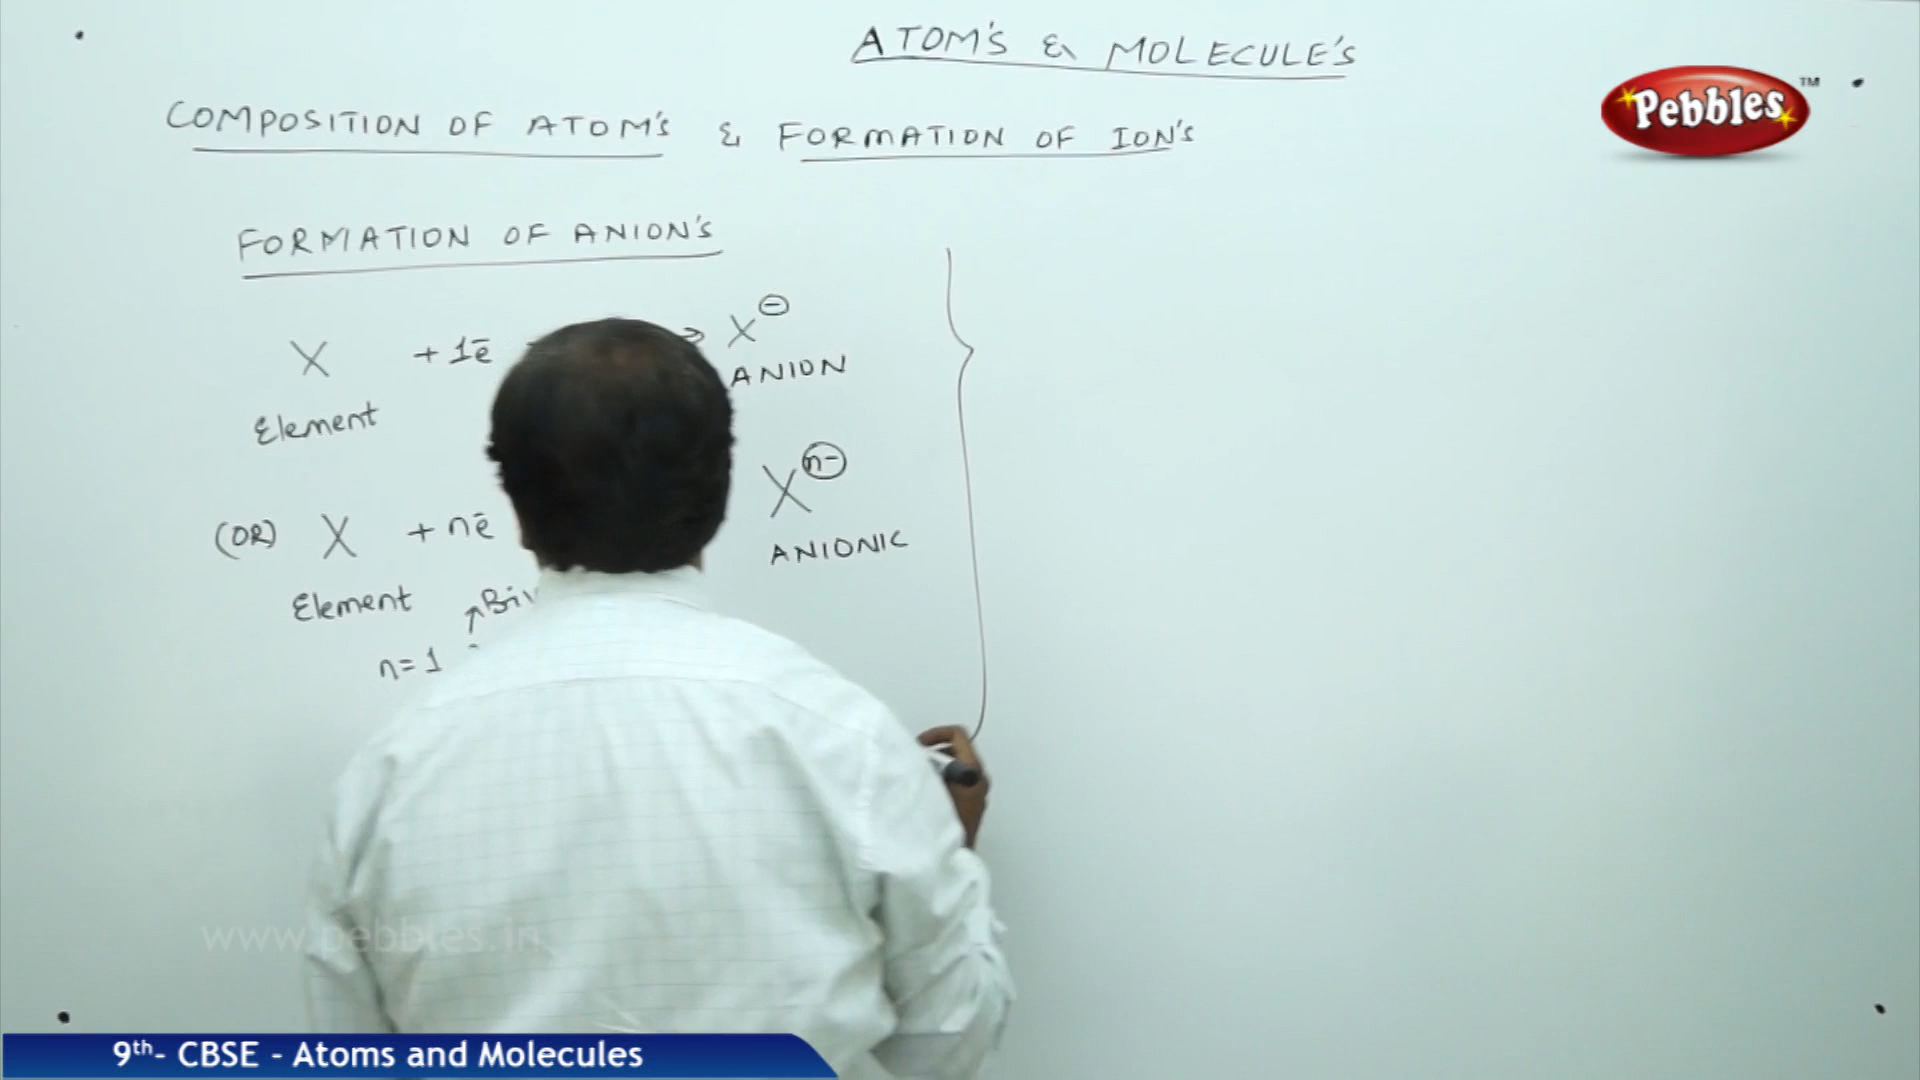 ATOM'S & MOLECULE'S
Pebbles™
COMPOSITION OF ATOM'S & FORMATION OF ION'S
FORMATION OF ANION'S
X + 1ē → X⊖
Element ANION
(OR) X + nē X n-
Element ANIONIC
n=1
www.pebbles.in
9th- CBSE - Atoms and Molecules